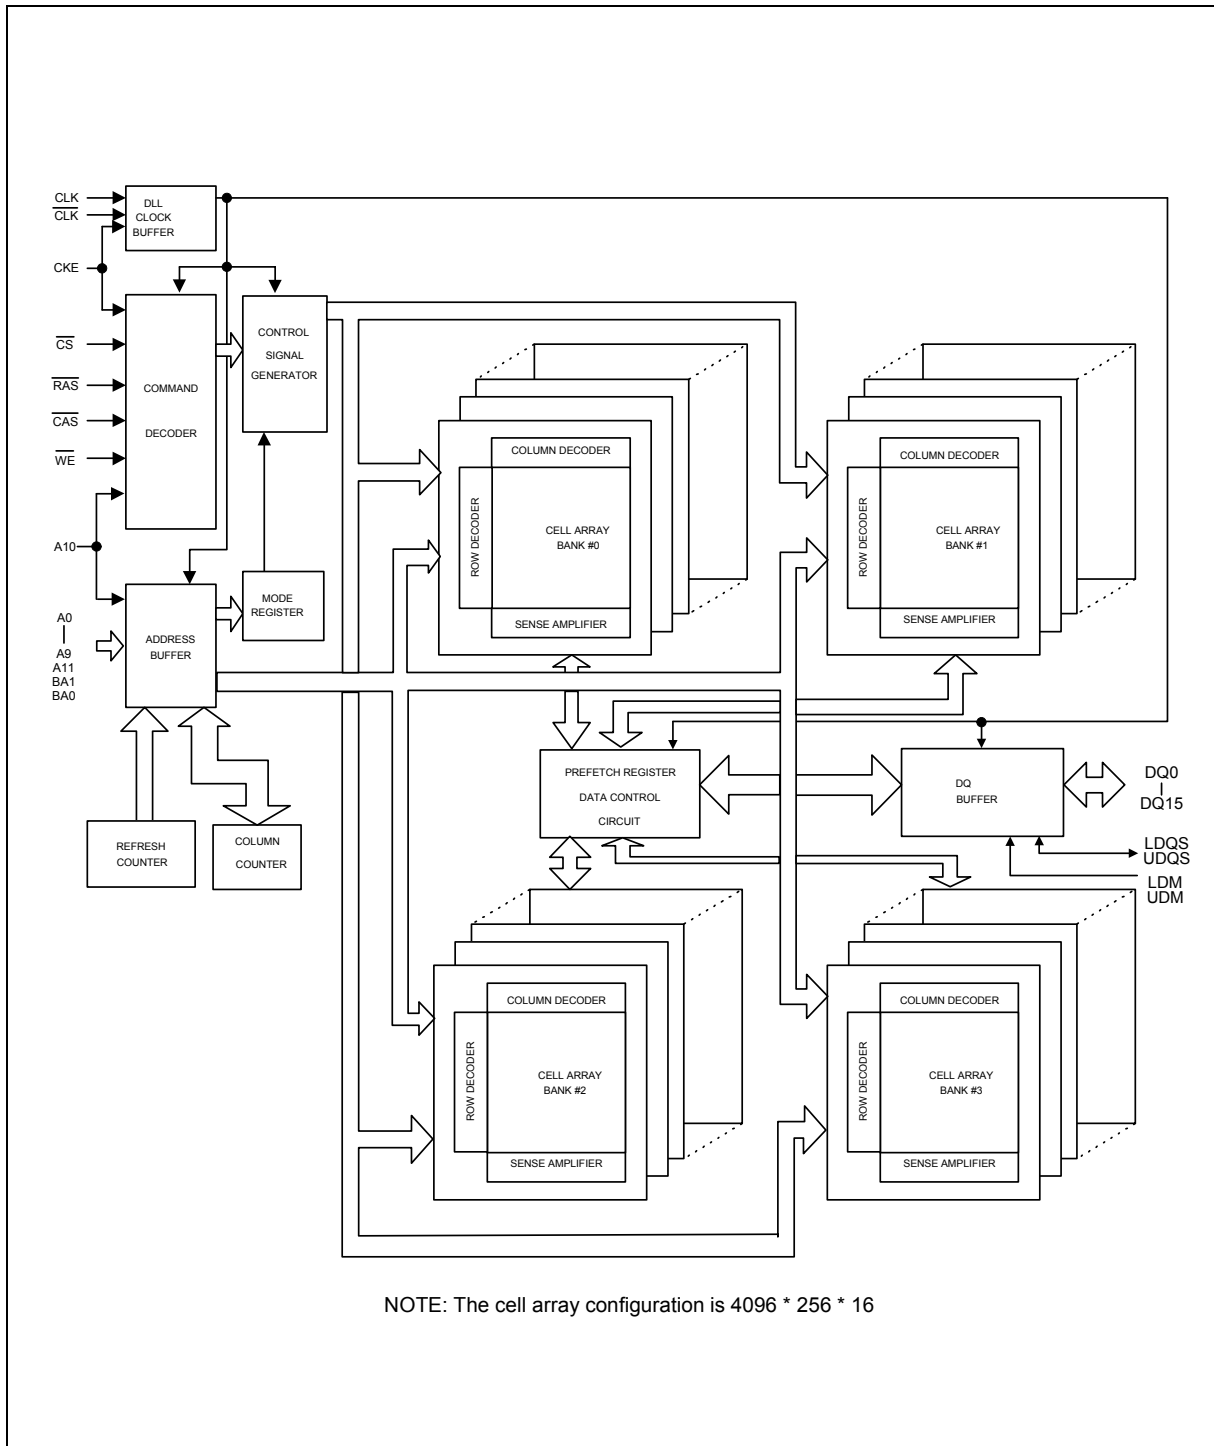 CLK
CLK
CKE
CS
RAS
CAS
WE
A10
A0
A9
A11
BA1
BA0
DLL
CLOCK
BUFFER
COMMAND
DECODER
CONTROL
SIGNAL
GENERATOR
MODE
REGISTER
ADDRESS
BUFFER
REFRESH
COUNTER
COLUMN
COUNTER
COLUMN DECODER
ROW DECODER
CELL ARRAY
BANK #0
SENSE AMPLIFIER
COLUMN DECODER
ROW DECODER
CELL ARRAY
BANK #1
SENSE AMPLIFIER
PREFETCH REGISTER
DATA CONTROL
CIRCUIT
DQ
BUFFER
DQ0
DQ15
LDQS
UDQS
LDM
UDM
COLUMN DECODER
ROW DECODER
CELL ARRAY
BANK #2
SENSE AMPLIFIER
COLUMN DECODER
ROW DECODER
CELL ARRAY
BANK #3
SENSE AMPLIFIER
NOTE: The cell array configuration is 4096 * 256 * 16